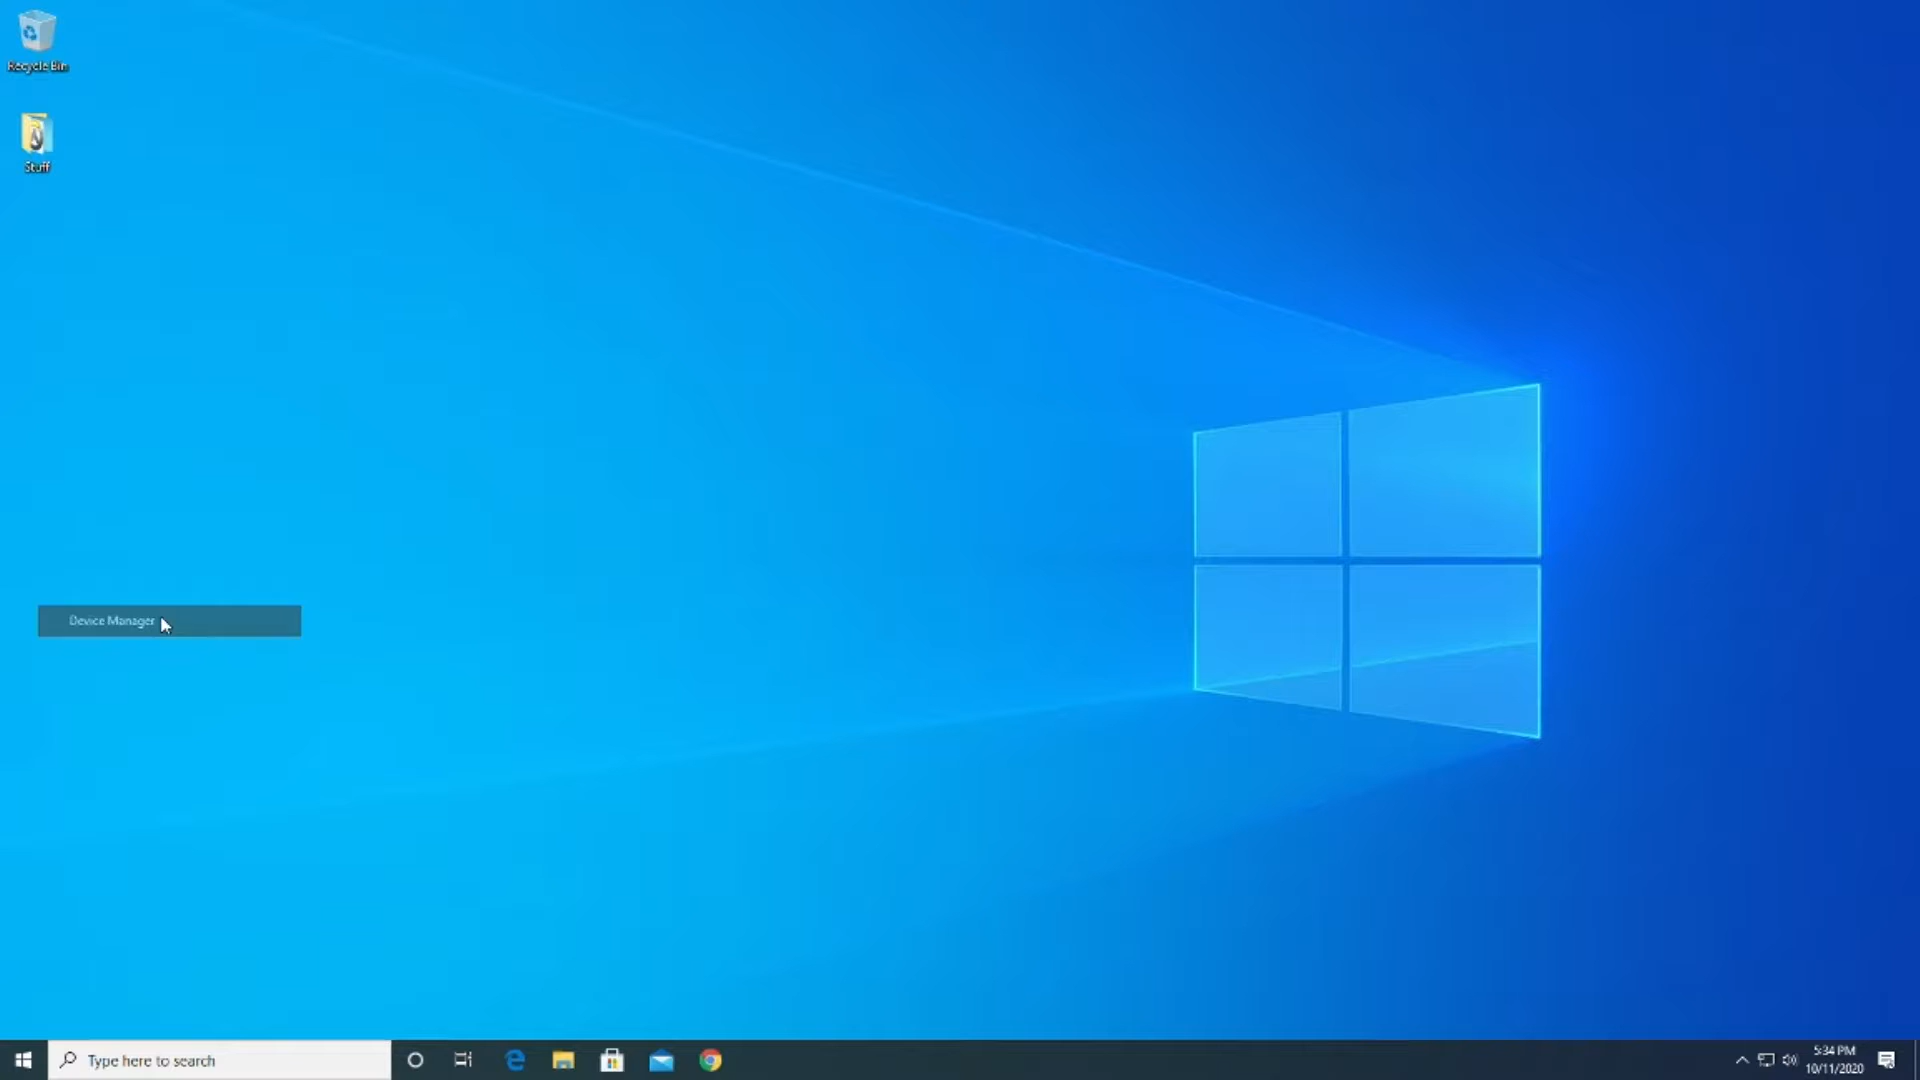 Recycle Bin
Stuff
Device Manager
Type here to search
5:34 PM
10/11/2020